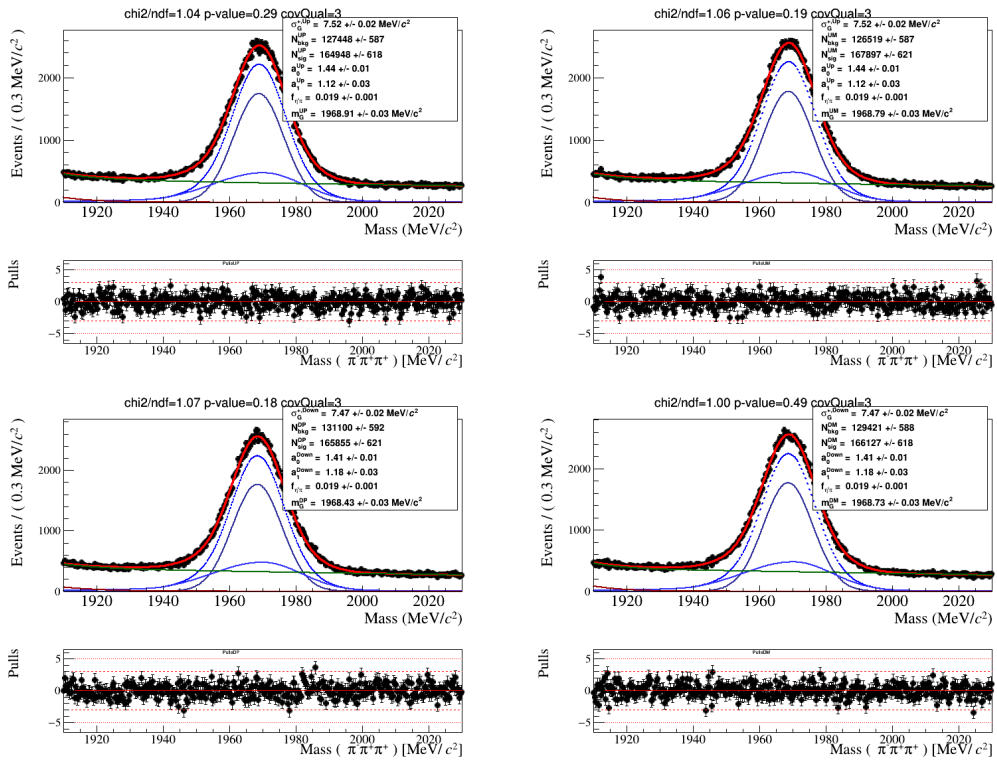 chi2/ndf=1.04 p-value=0.29 covQual=3
σ_G^{+,Up} = 7.52 +/- 0.02 MeV/c²
N_bkg^{UP} = 127448 +/- 587
N_sig^{UP} = 164948 +/- 618
a_0^{Up} = 1.44 +/- 0.01
a_1^{Up} = 1.12 +/- 0.03
f_{r/π} = 0.019 +/- 0.001
m_G^{UP} = 1968.91 +/- 0.03 MeV/c²
Events / ( 0.3 MeV/c² )
2000
1000
0
1920 1940 1960 1980 2000 2020
Mass (MeV/c²)
PullsUP
Pulls
5
0
−5
1920 1940 1960 1980 2000 2020
Mass ( π⁻π⁺π⁺ ) [MeV/c²]
chi2/ndf=1.06 p-value=0.19 covQual=3
σ_G^{+,Up} = 7.52 +/- 0.02 MeV/c²
N_bkg^{UM} = 126519 +/- 587
N_sig^{UM} = 167897 +/- 621
a_0^{Up} = 1.44 +/- 0.01
a_1^{Up} = 1.12 +/- 0.03
f_{r/π} = 0.019 +/- 0.001
m_G^{UM} = 1968.79 +/- 0.03 MeV/c²
Events / ( 0.3 MeV/c² )
2000
1000
0
1920 1940 1960 1980 2000 2020
Mass (MeV/c²)
PullsUM
Pulls
5
0
−5
1920 1940 1960 1980 2000 2020
Mass ( π⁻π⁺π⁺ ) [MeV/c²]
chi2/ndf=1.07 p-value=0.18 covQual=3
σ_G^{+,Down} = 7.47 +/- 0.02 MeV/c²
N_bkg^{DP} = 131100 +/- 592
N_sig^{DP} = 165855 +/- 621
a_0^{Down} = 1.41 +/- 0.01
a_1^{Down} = 1.18 +/- 0.03
f_{r/π} = 0.019 +/- 0.001
m_G^{DP} = 1968.43 +/- 0.03 MeV/c²
Events / ( 0.3 MeV/c² )
2000
1000
0
1920 1940 1960 1980 2000 2020
Mass (MeV/c²)
PullsDP
Pulls
5
0
−5
1920 1940 1960 1980 2000 2020
Mass ( π⁻π⁺π⁺ ) [MeV/c²]
chi2/ndf=1.00 p-value=0.49 covQual=3
σ_G^{+,Down} = 7.47 +/- 0.02 MeV/c²
N_bkg^{DM} = 129421 +/- 588
N_sig^{DM} = 166127 +/- 618
a_0^{Down} = 1.41 +/- 0.01
a_1^{Down} = 1.18 +/- 0.03
f_{r/π} = 0.019 +/- 0.001
m_G^{DM} = 1968.73 +/- 0.03 MeV/c²
Events / ( 0.3 MeV/c² )
2000
1000
0
1920 1940 1960 1980 2000 2020
Mass (MeV/c²)
PullsDM
Pulls
5
0
−5
1920 1940 1960 1980 2000 2020
Mass ( π⁻π⁺π⁺ ) [MeV/c²]